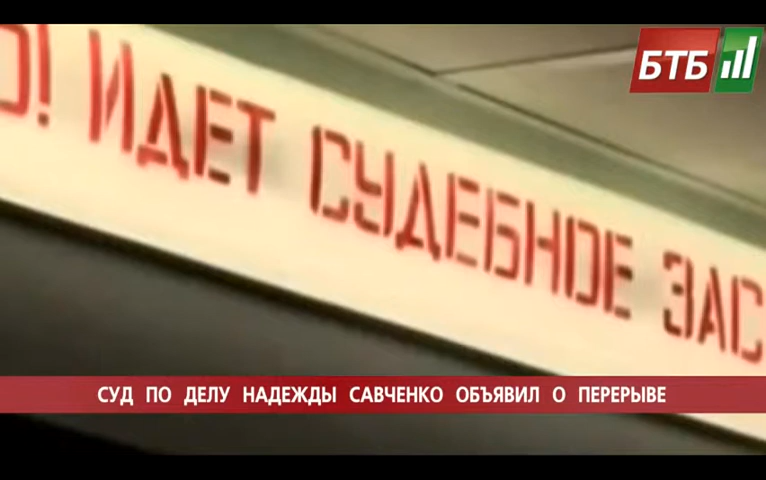 БТБ
О! ИДЕТ СУДЕБНОЕ ЗАС
СУД ПО ДЕЛУ НАДЕЖДЫ САВЧЕНКО ОБЪЯВИЛ О ПЕРЕРЫВЕ